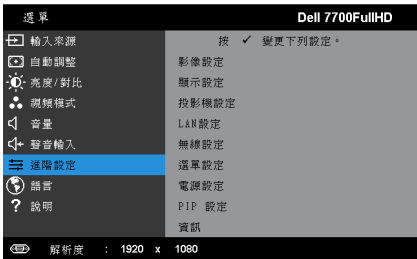 選單 Dell 7700FullHD
輸入來源
自動調整
亮度/對比
視頻模式
音量
聲音輸入
進階設定
語言
說明
按 ✓ 變更下列設定。
影像設定
顯示設定
投影機設定
LAN設定
無線設定
選單設定
電源設定
PIP 設定
資訊
解析度 : 1920 x 1080